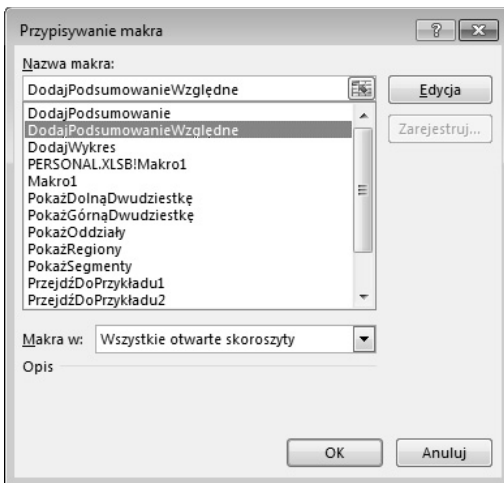 Przypisywanie makra
Nazwa makra:
DodajPodsumowanieWzględne
Edycja
DodajPodsumowanie
Zarejestruj...
DodajPodsumowanieWzględne
DodajWykres
PERSONAL.XLSB!Makro1
Makro1
PokażDolnąDwudziestkę
PokażGórnąDwudziestkę
PokażOddziały
PokażRegiony
PokażSegmenty
PrzejdźDoPrzykładu1
PrzejdźDoPrzykładu2
Makra w: Wszystkie otwarte skoroszyty
Opis
OK Anuluj